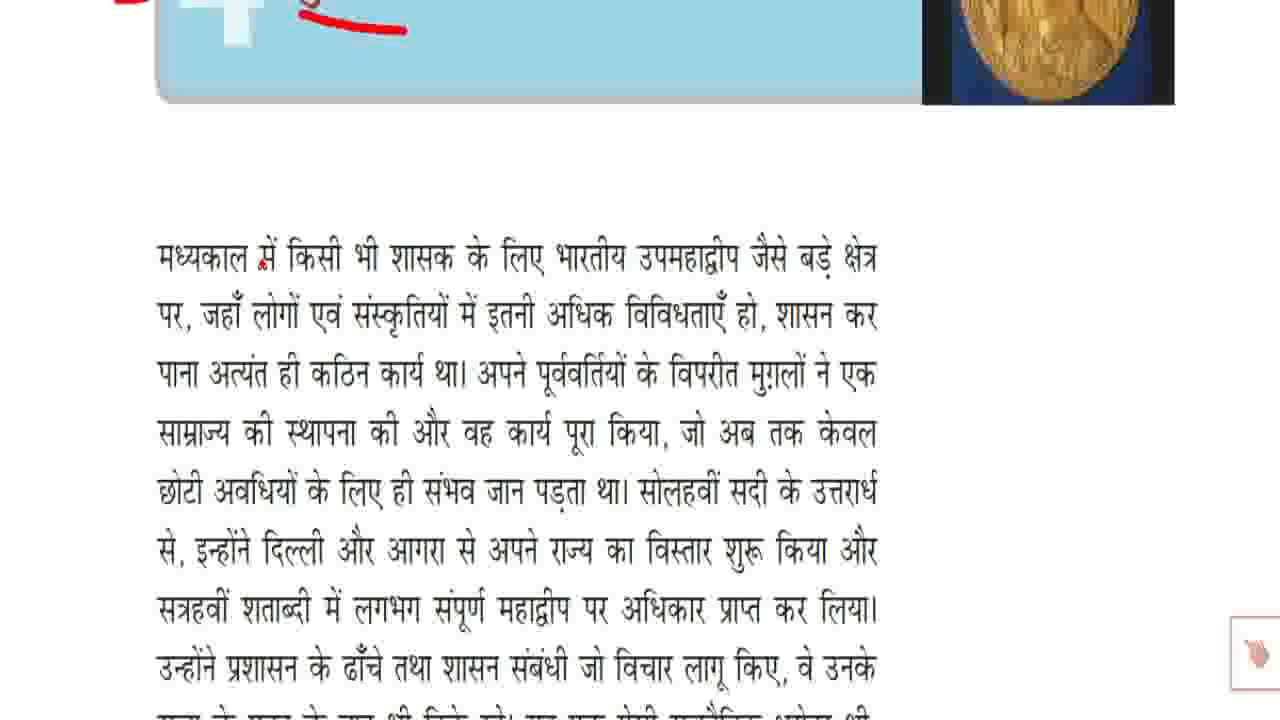 4
मध्यकाल में किसी भी शासक के लिए भारतीय उपमहाद्वीप जैसे बड़े क्षेत्र
पर, जहाँ लोगों एवं संस्कृतियों में इतनी अधिक विविधताएँ हो, शासन कर
पाना अत्यंत ही कठिन कार्य था। अपने पूर्ववर्तियों के विपरीत मुग़लों ने एक
साम्राज्य की स्थापना की और वह कार्य पूरा किया, जो अब तक केवल
छोटी अवधियों के लिए ही संभव जान पड़ता था। सोलहवीं सदी के उत्तरार्ध
से, इन्होंने दिल्ली और आगरा से अपने राज्य का विस्तार शुरू किया और
सत्रहवीं शताब्दी में लगभग संपूर्ण महाद्वीप पर अधिकार प्राप्त कर लिया।
उन्होंने प्रशासन के ढाँचे तथा शासन संबंधी जो विचार लागू किए, वे उनके